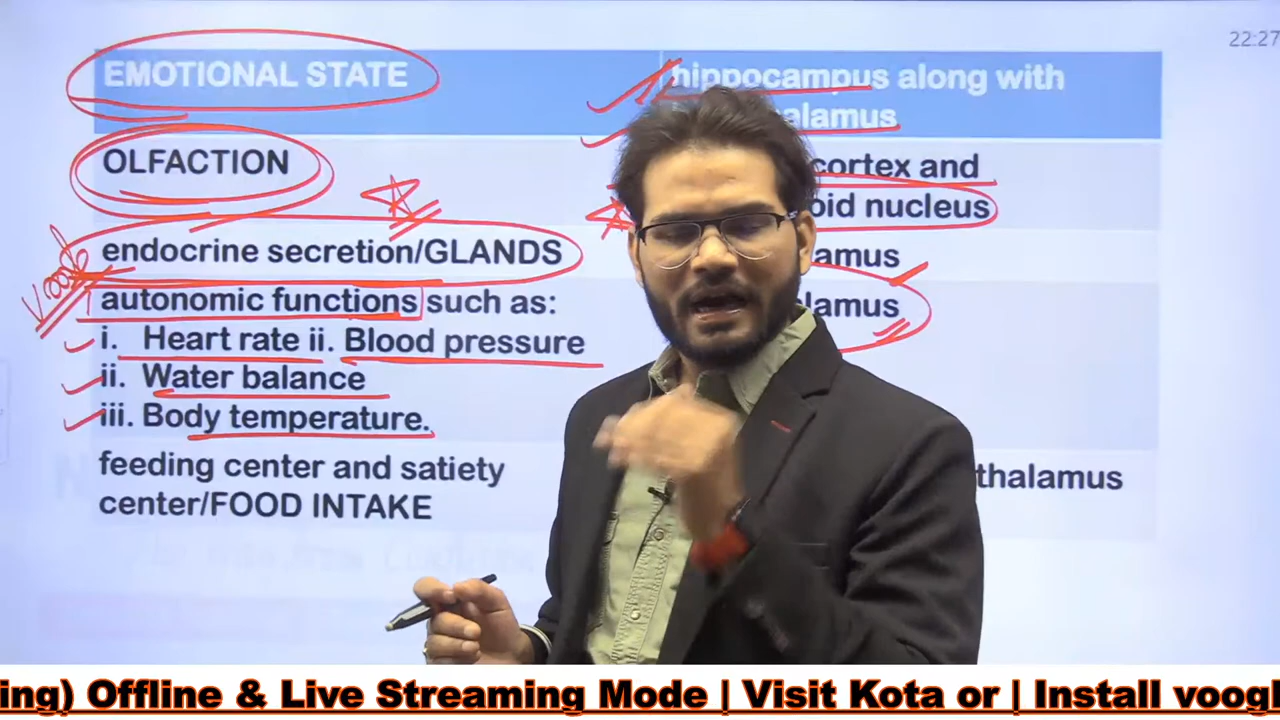 22:27
EMOTIONAL STATE
hippocampus along with
alamus
OLFACTION
cortex and
oid nucleus
endocrine secretion/GLANDS
amus
autonomic functions such as:
lamus
i. Heart rate ii. Blood pressure
ii. Water balance
iii. Body temperature.
feeding center and satiety
center/FOOD INTAKE
thalamus
ing) Offline & Live Streaming Mode | Visit Kota or | Install voogl